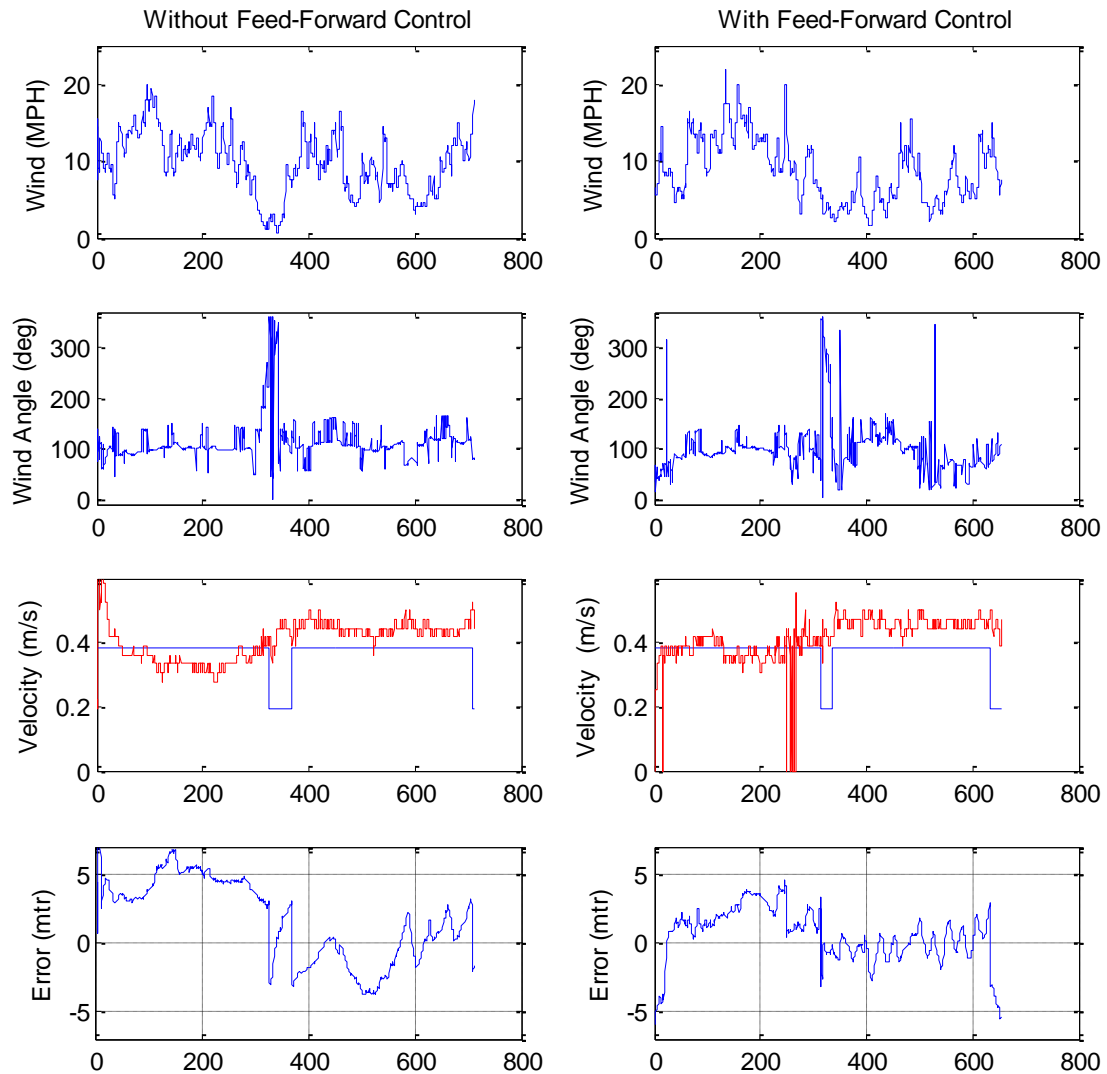 Without Feed-Forward Control
With Feed-Forward Control
Wind (MPH)
20
10
0
0 200 400 600 800
Wind (MPH)
20
10
0
0 200 400 600 800
Wind Angle (deg)
300
200
100
0
0 200 400 600 800
Wind Angle (deg)
300
200
100
0
0 200 400 600 800
Velocity (m/s)
0.4
0.2
0
0 200 400 600 800
Velocity (m/s)
0.4
0.2
0
0 200 400 600 800
Error (mtr)
5
0
-5
0 200 400 600 800
Error (mtr)
5
0
-5
0 200 400 600 800